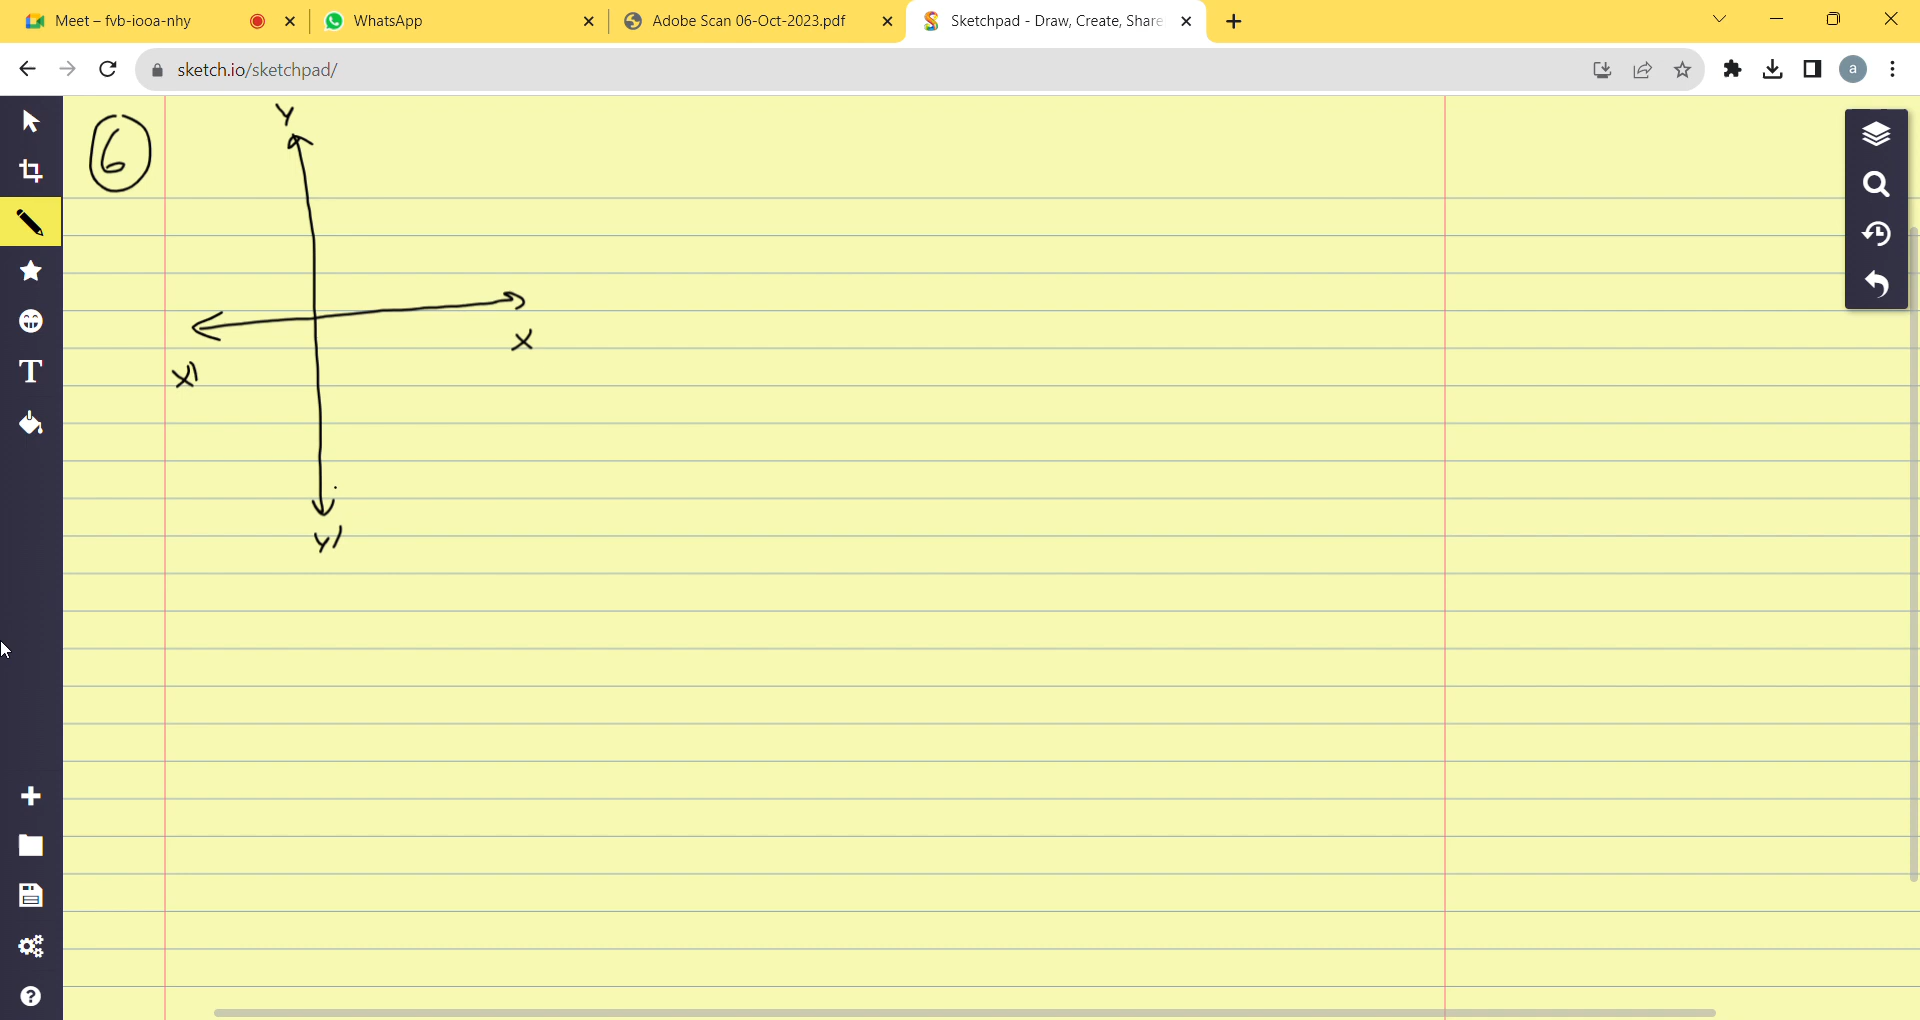 Meet – fvb-iooa-nhy
WhatsApp
Adobe Scan 06-Oct-2023.pdf
Sketchpad - Draw, Create, Share
sketch.io/sketchpad/
a
6
Y
X
X'
Y'
T